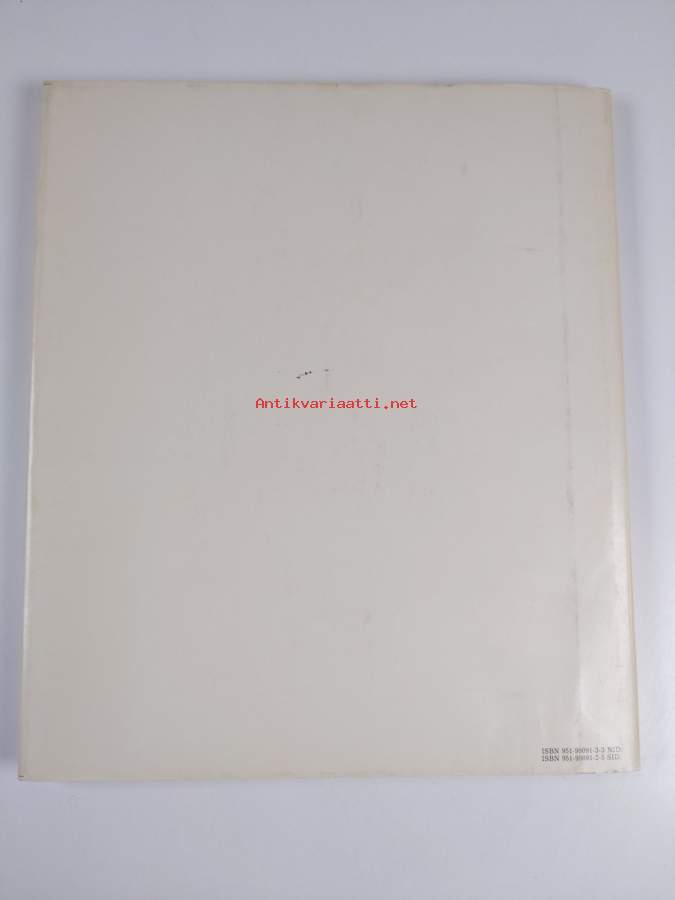 Antikvariaatti.net
ISBN 951-99091-3-3 NID.
ISBN 951-99091-2-5 SID.